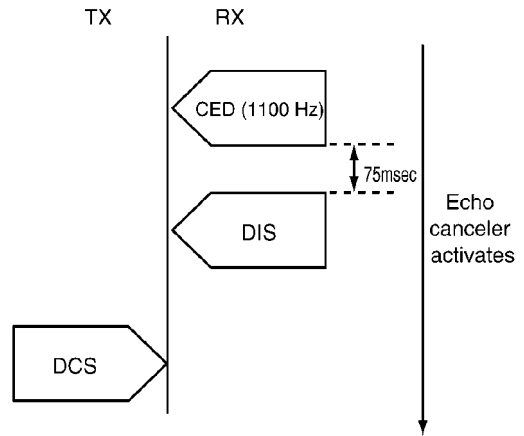 TX RX
CED (1100 Hz)
75msec
DIS
Echo
canceler
activates
DCS